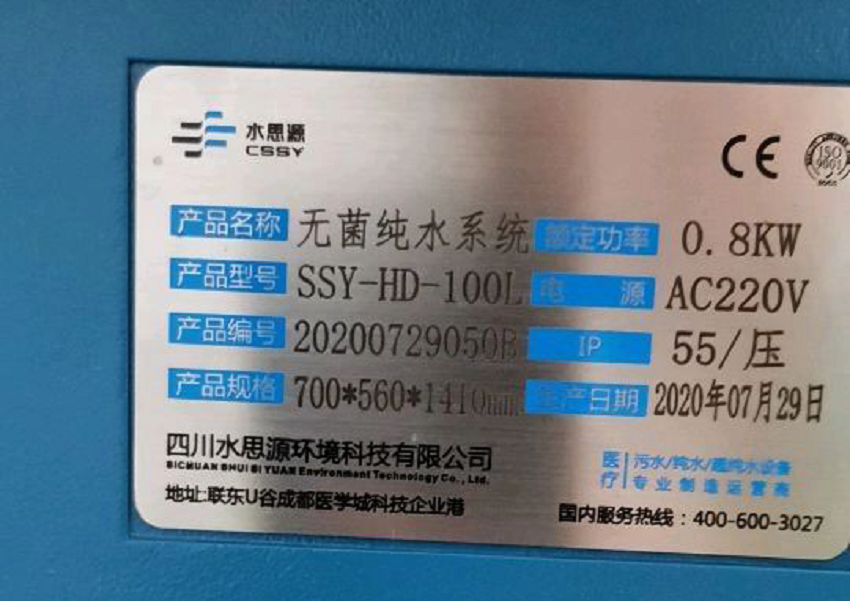 水思源
CSSY
CE
ISO
9001
产品名称 无菌纯水系统 额定功率 0.8KW
产品型号 SSY-HD-100L 电 源 AC220V
产品编号 20200729050B IP 55/压
产品规格 700*560*1410mm 生产日期 2020年07月29日
四川水思源环境科技有限公司
SICHUAN SHUI SI YUAN Environment Technology Co., Ltd.
地址:联东U谷成都医学城科技企业港
医疗 污水/纯水/超纯水设备
专业制造运营商
国内服务热线：400-600-3027